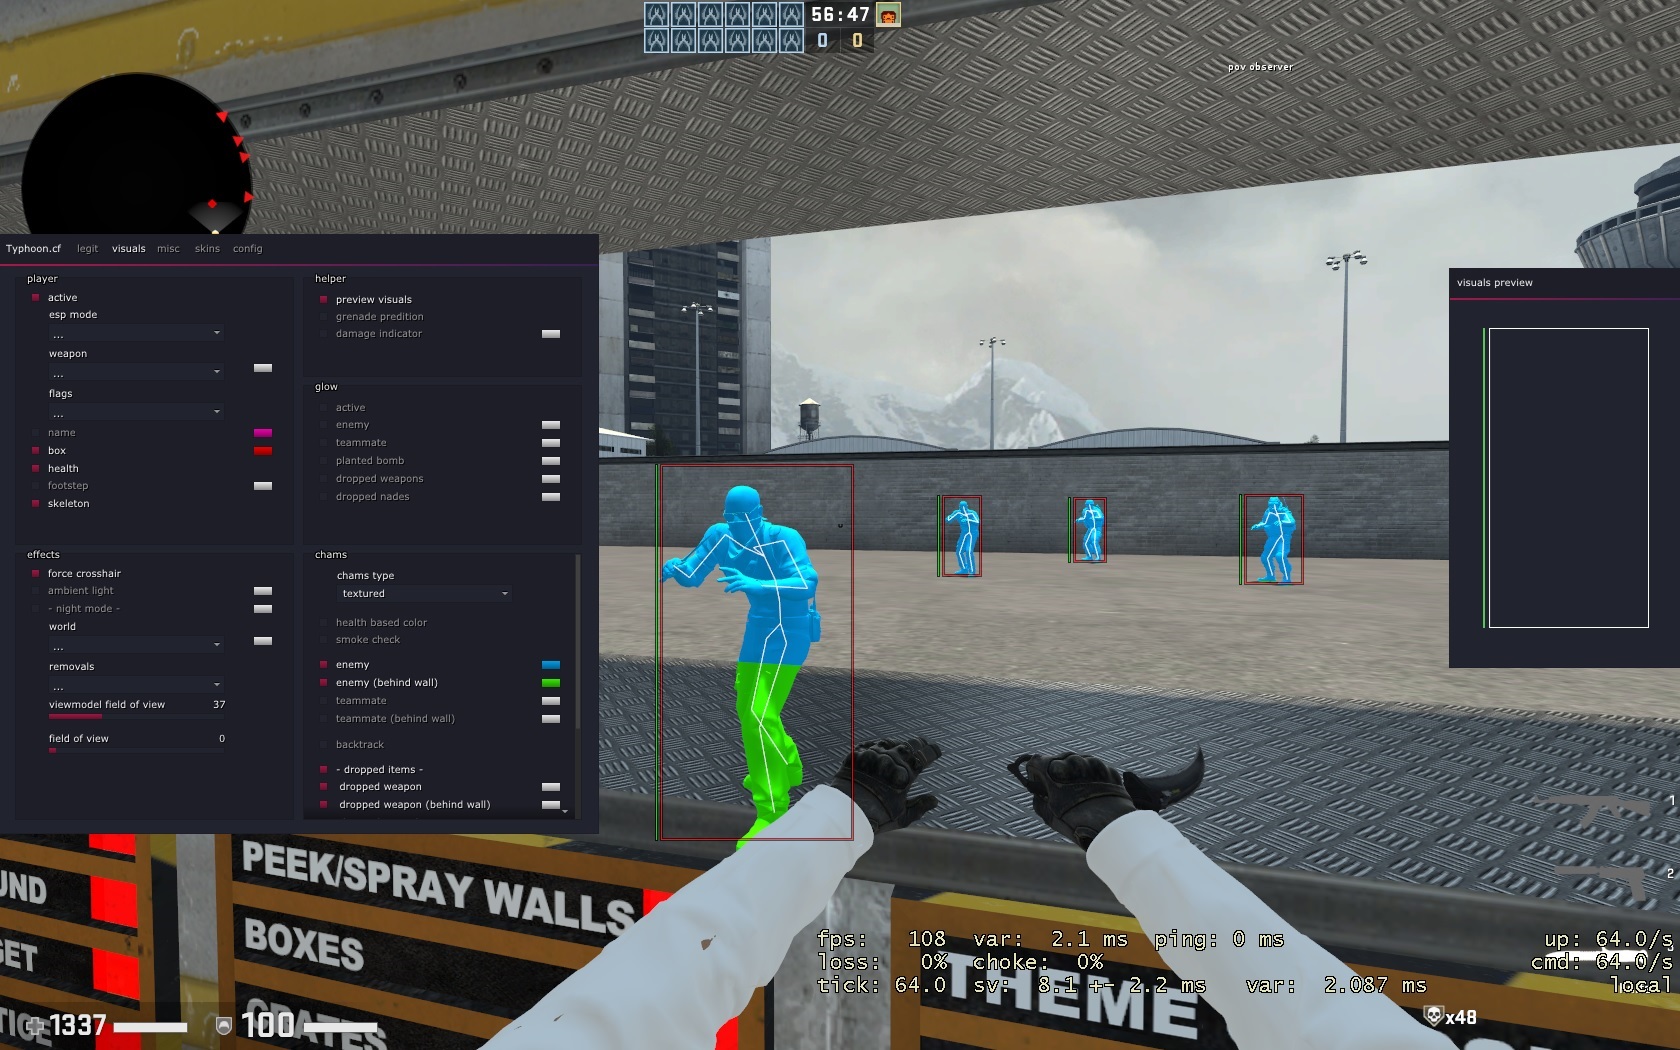 56:47
0 0
pov observer
Typhoon.cf legit visuals misc skins config
player
active
esp mode
...
weapon
...
flags
...
name
box
health
footstep
skeleton
effects
force crosshair
ambient light
- night mode -
world
...
removals
...
viewmodel field of view 37
field of view 0
helper
preview visuals
grenade predition
damage indicator
glow
active
enemy
teammate
planted bomb
dropped weapons
dropped nades
chams
chams type
textured
health based color
smoke check
enemy
enemy (behind wall)
teammate
teammate (behind wall)
backtrack
- dropped items -
dropped weapon
dropped weapon (behind wall)
visuals preview
1
2
UND
GET
PEEK/SPRAY WALLS
BOXES
CRATES
THEME
fps: 108 var: 2.1 ms ping: 0 ms
loss: 0% choke: 0%
tick: 64.0 sv: 8.1 +- 2.2 ms var: 2.087 ms
up: 64.0/s
cmd: 64.0/s
local
1337
100
x48